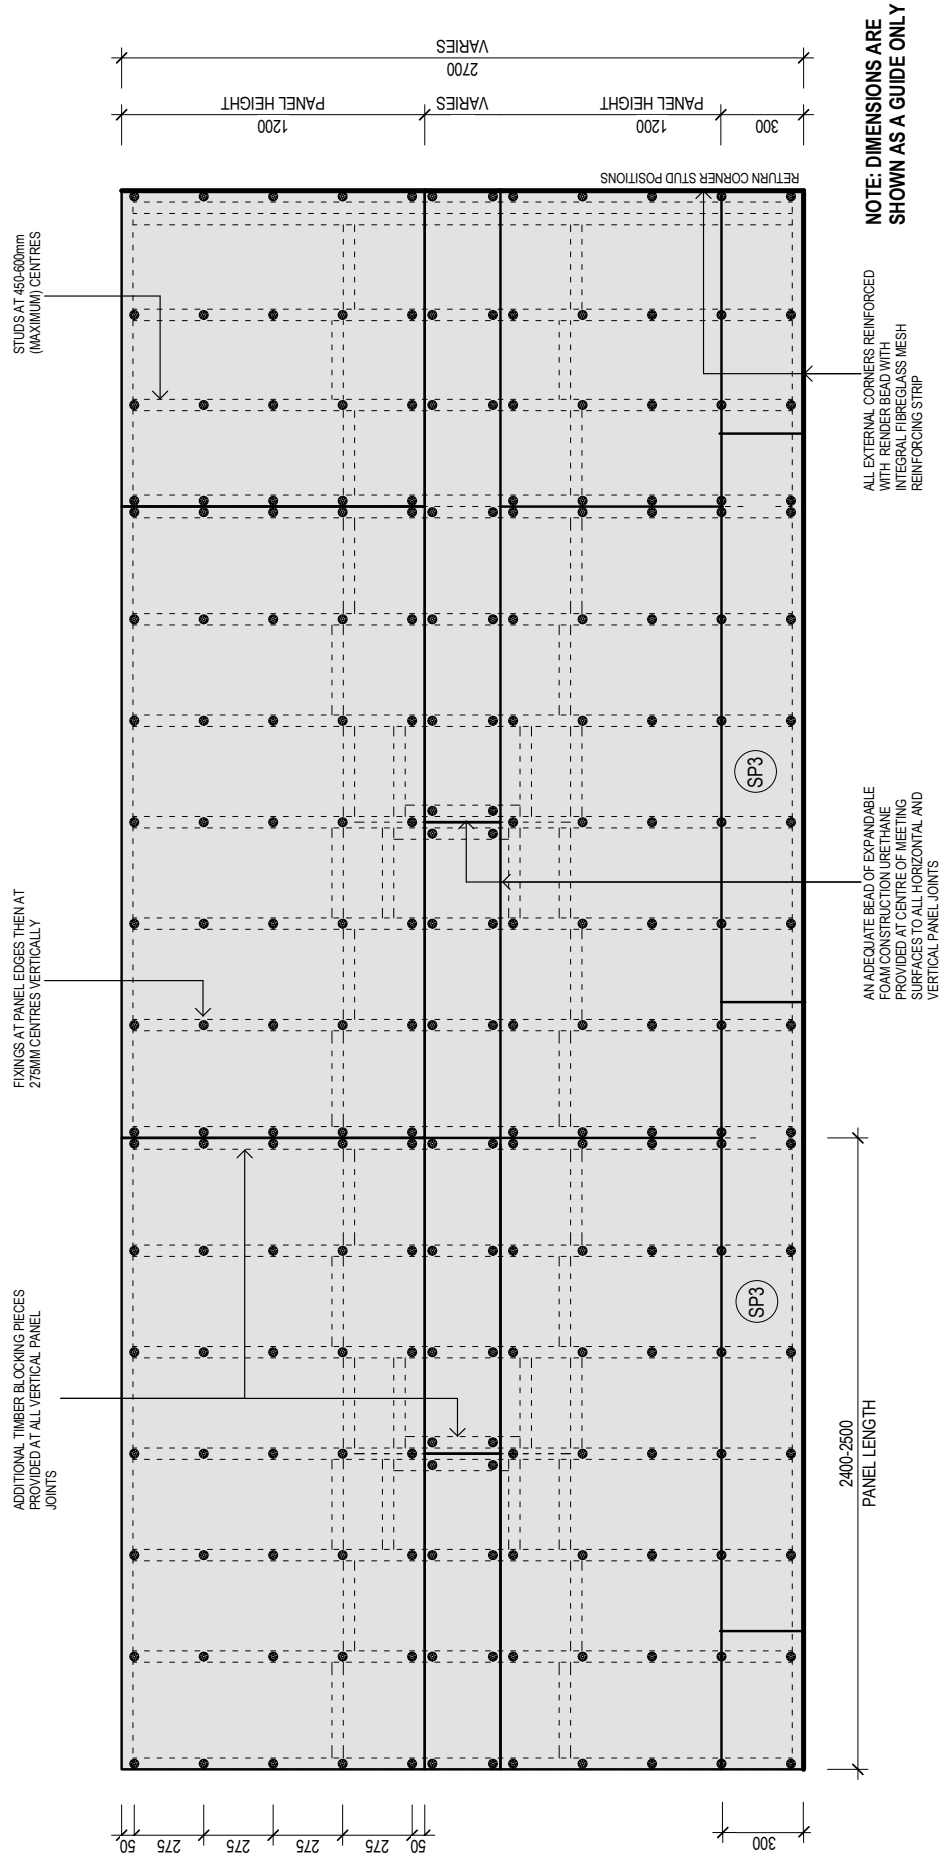 VARIES
2700
PANEL HEIGHT
1200
VARIES
PANEL HEIGHT
1200
300
RETURN CORNER STUD POSITIONS
NOTE: DIMENSIONS ARE
SHOWN AS A GUIDE ONLY
STUDS AT 450-600mm
(MAXIMUM) CENTRES
ALL EXTERNAL CORNERS REINFORCED
WITH RENDER BEAD WITH
INTEGRAL FIBREGLASS MESH
REINFORCING STRIP
SP3
AN ADEQUATE BEAD OF EXPANDABLE
FOAM CONSTRUCTION URETHANE
PROVIDED AT CENTRE OF MEETING
SURFACES TO ALL HORIZONTAL AND
VERTICAL PANEL JOINTS
FIXINGS AT PANEL EDGES THEN AT
275MM CENTRES VERTICALLY
SP3
ADDITIONAL TIMBER BLOCKING PIECES
PROVIDED AT ALL VERTICAL PANEL
JOINTS
2400-2500
PANEL LENGTH
50
275
275
275
275
50
300